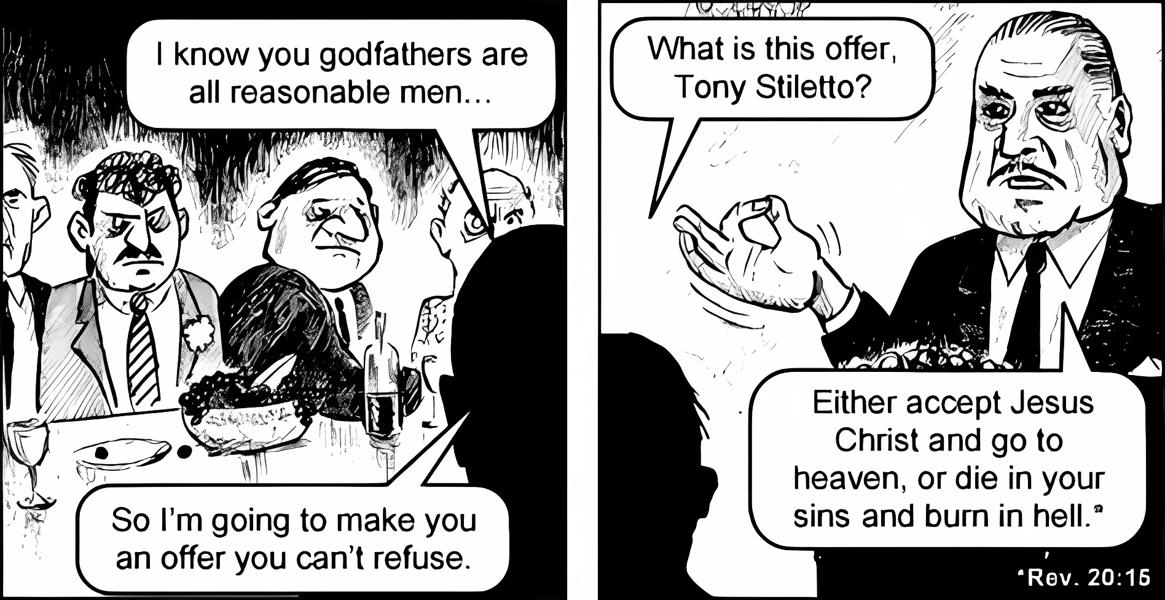 I know you godfathers are
all reasonable men...
So I'm going to make you
an offer you can't refuse.
What is this offer,
Tony Stiletto?
Either accept Jesus
Christ and go to
heaven, or die in your
sins and burn in hell.*
*Rev. 20:15